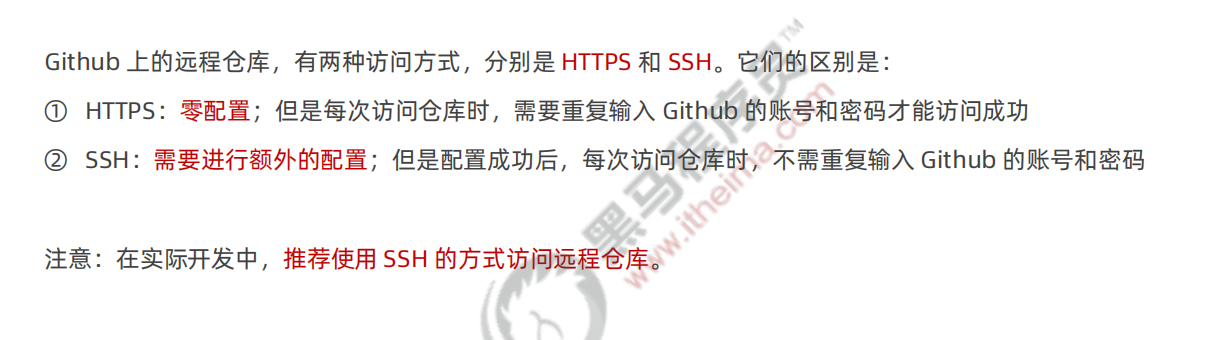 Github 上的远程仓库，有两种访问方式，分别是 HTTPS 和 SSH。它们的区别是：
① HTTPS：零配置；但是每次访问仓库时，需要重复输入 Github 的账号和密码才能访问成功
② SSH：需要进行额外的配置；但是配置成功后，每次访问仓库时，不需重复输入 Github 的账号和密码
注意：在实际开发中，推荐使用 SSH 的方式访问远程仓库。
黑马程序员™
www.itheima.com